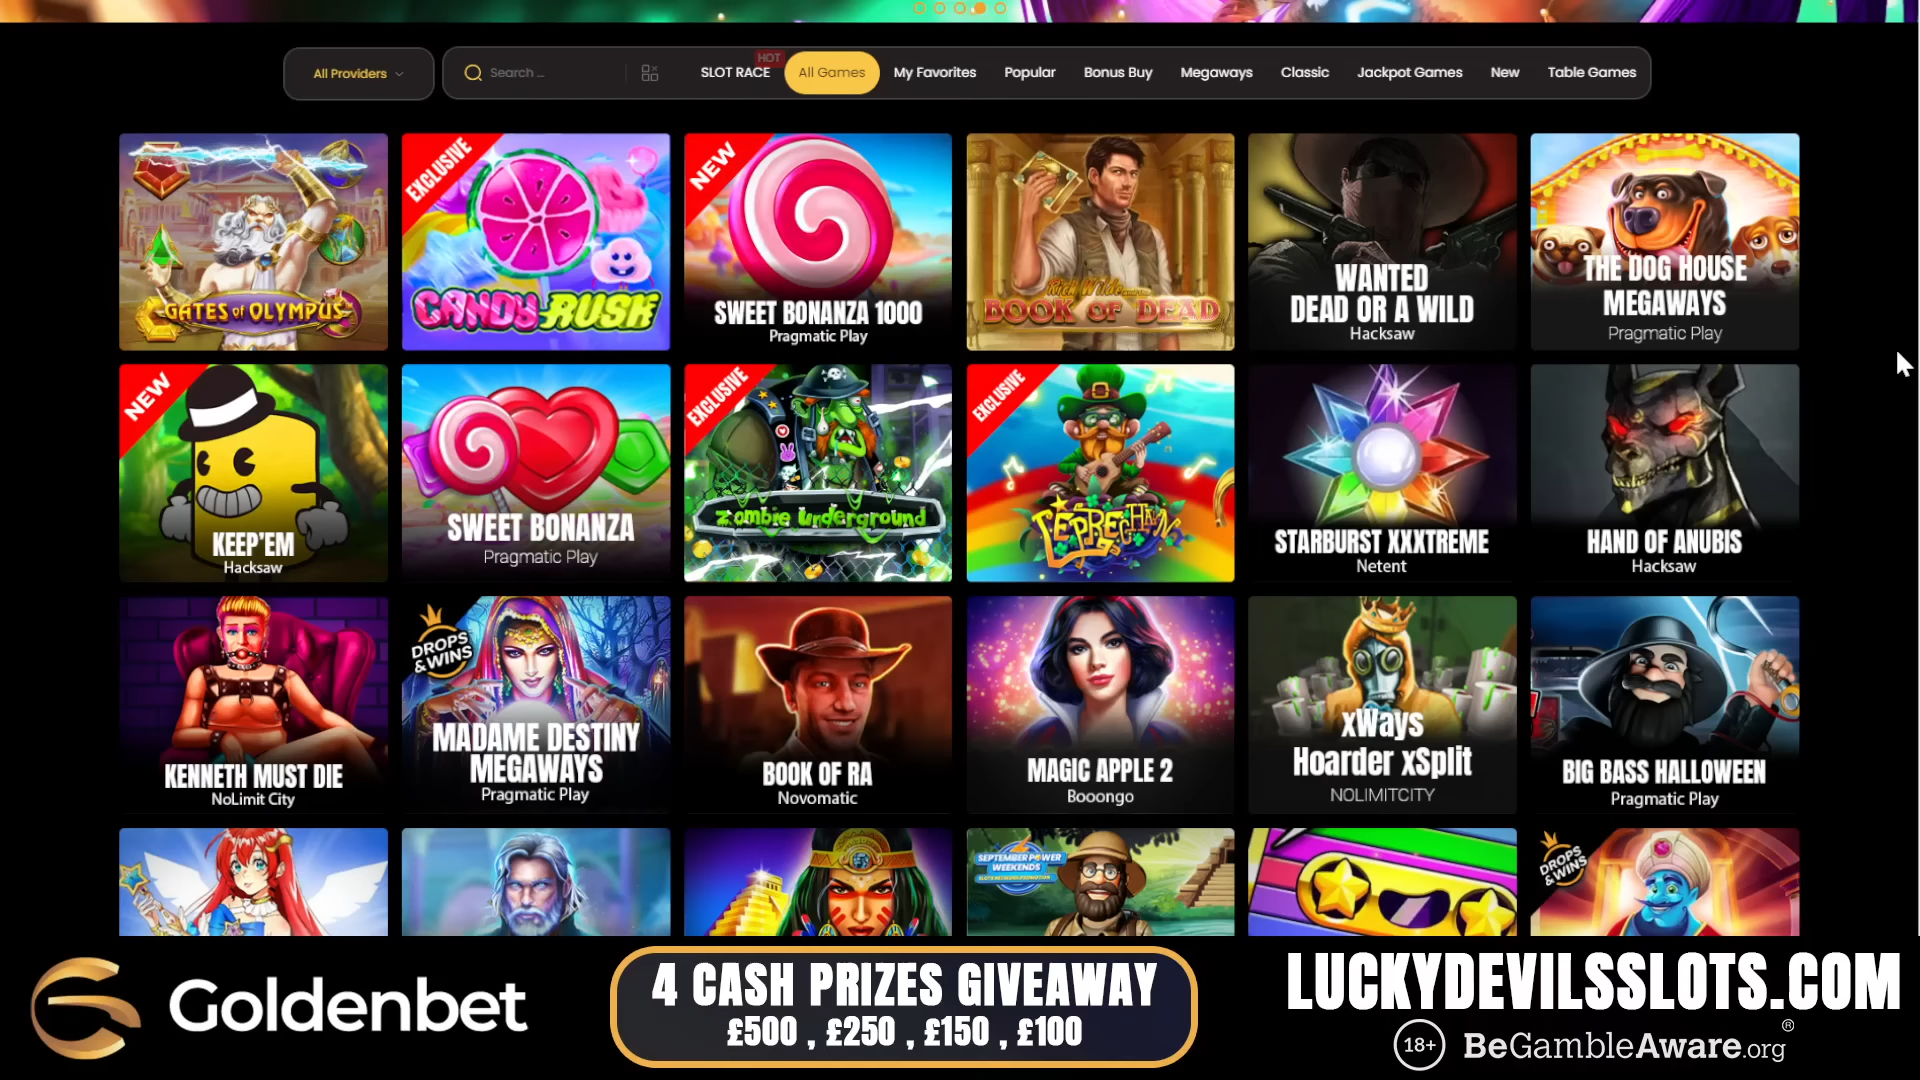 HOT
All Providers
Search ...
SLOT RACE
All Games
My Favorites
Popular
Bonus Buy
Megaways
Classic
Jackpot Games
New
Table Games
GATES of OLYMPUS
EXCLUSIVE
CANDY RUSH
NEW
SWEET BONANZA 1000
Pragmatic Play
Rich Wilde and the
BOOK OF DEAD
WANTED
DEAD OR A WILD
Hacksaw
THE DOG HOUSE
MEGAWAYS
Pragmatic Play
NEW
KEEP'EM
Hacksaw
SWEET BONANZA
Pragmatic Play
EXCLUSIVE
Zombie Underground
EXCLUSIVE
LEPRECHAUN
STARBURST XXXTREME
Netent
HAND OF ANUBIS
Hacksaw
KENNETH MUST DIE
NoLimit City
DROPS
& WINS
MADAME DESTINY
MEGAWAYS
Pragmatic Play
BOOK OF RA
Novomatic
MAGIC APPLE 2
Booongo
xWays
Hoarder xSplit
NOLIMITCITY
BIG BASS HALLOWEEN
Pragmatic Play
SEPTEMBER POWER
WEEKENDS
DROPS
& WINS
Goldenbet
4 CASH PRIZES GIVEAWAY
£500 , £250 , £150 , £100
LUCKYDEVILSSLOTS.COM
18+
BeGambleAware.org®